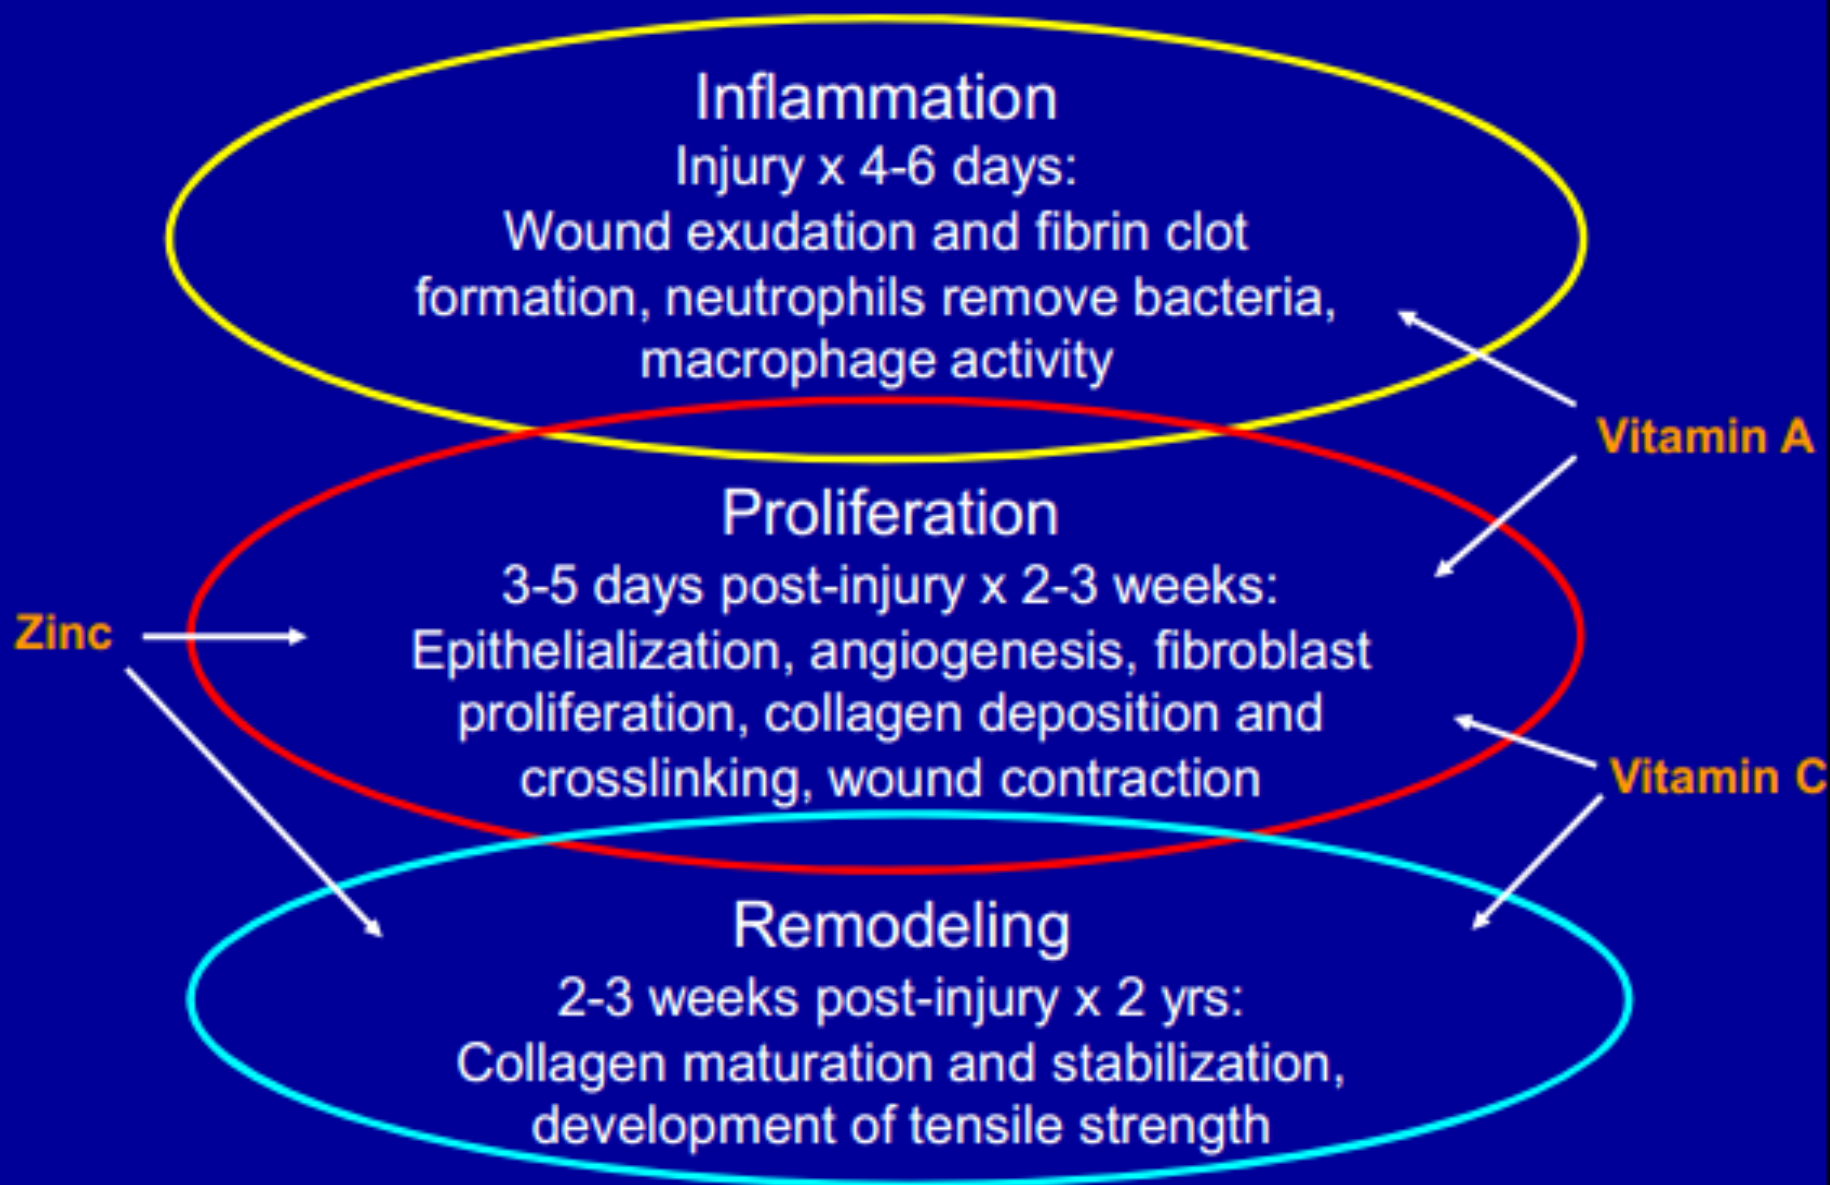 Inflammation
Injury x 4-6 days:
Wound exudation and fibrin clot
formation, neutrophils remove bacteria,
macrophage activity
Vitamin A
Proliferation
3-5 days post-injury x 2-3 weeks:
Zinc
Epithelialization, angiogenesis, fibroblast
proliferation, collagen deposition and
crosslinking, wound contraction
Vitamin C
Remodeling
2-3 weeks post-injury x 2 yrs:
Collagen maturation and stabilization,
development of tensile strength